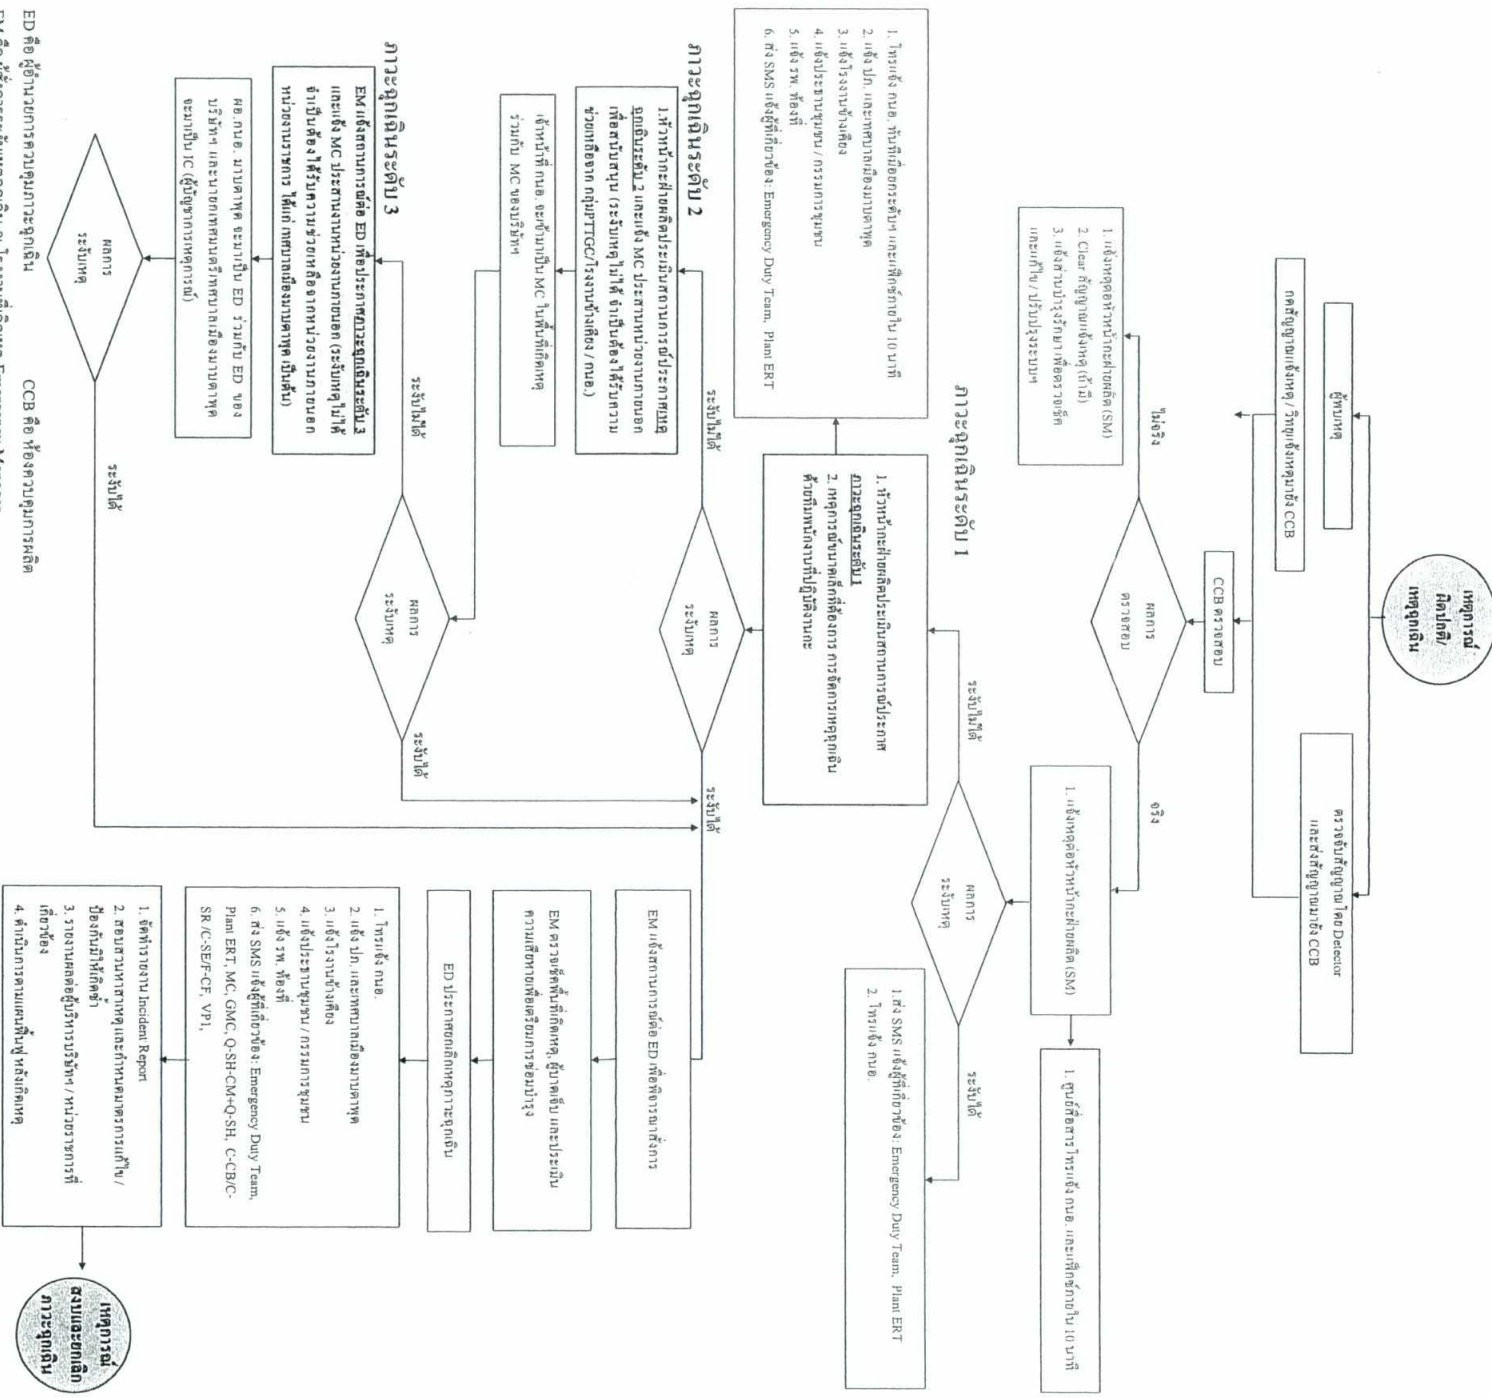 เหตุการณ์
ผิดปกติ/
เหตุฉุกเฉิน
ผู้พบเหตุ
กดสัญญาณแจ้งเหตุ / วิทยุแจ้งเหตุมายัง CCB
ตรวจจับสัญญาณโดย Detector
และส่งสัญญาณมายัง CCB
CCB ตรวจสอบ
ผลการ
ตรวจสอบ
ไม่จริง
จริง
1. แจ้งเหตุต่อหัวหน้ากะฝ่ายผลิต (SM)
2. Clear สัญญาณแจ้งเหตุ (ถ้ามี)
3. แจ้งส่วนบำรุงรักษา เพื่อตรวจเช็ค
และแก้ไข / ปรับปรุงระบบฯ
1. แจ้งเหตุต่อหัวหน้ากะฝ่ายผลิต (SM)
1. ศูนย์สื่อสาร โทรแจ้ง กนอ. และแฟ็กซ์ภายใน 10 นาที
ผลการ
ระงับเหตุ
ระงับไม่ได้
ระงับได้
1.ส่ง SMS แจ้งผู้ที่เกี่ยวข้อง: Emergency Duty Team, Plant ERT
2. โทรแจ้ง กนอ.
ภาวะฉุกเฉินระดับ 1
1. หัวหน้ากะฝ่ายผลิตประเมินสถานการณ์ประกาศ
ภาวะฉุกเฉินระดับ 1
2. เหตุการณ์ขนาดเล็กที่ต้องการ การจัดการเหตุฉุกเฉิน
ด้วยทีมพนักงานที่ปฏิบัติงานกะ
1. โทรแจ้ง กนอ. ทันทีเมื่อยกระดับฯ และแฟ็กซ์ภายใน 10 นาที
2. แจ้ง ปภ. และเทศบาลเมืองมาบตาพุด
3. แจ้งโรงงานข้างเคียง
4. แจ้งประธานชุมชน / กรรมการชุมชน
5. แจ้ง รพ. ท้องที่
6. ส่ง SMS แจ้งผู้ที่เกี่ยวข้อง: Emergency Duty Team, Plant ERT
ผลการ
ระงับเหตุ
ระงับไม่ได้
ระงับได้
ภาวะฉุกเฉินระดับ 2
1.หัวหน้ากะฝ่ายผลิตประเมินสถานการณ์ประกาศเหตุ
ฉุกเฉินระดับ 2 และแจ้ง MC ประสานหน่วยงานภายนอก
เพื่อสนับสนุน (ระงับเหตุ ไม่ได้ จำเป็นต้องได้รับความ
ช่วยเหลือจาก กลุ่มPTTGC/โรงงานข้างเคียง / กนอ.)
เจ้าหน้าที่ กนอ. จะเข้ามาเป็น MC ในพื้นที่เกิดเหตุ
ร่วมกับ MC ของบริษัทฯ
ผลการ
ระงับเหตุ
ระงับไม่ได้
ระงับได้
ภาวะฉุกเฉินระดับ 3
EM แจ้งสถานการณ์ต่อ ED เพื่อประกาศภาวะฉุกเฉินระดับ 3
และแจ้ง MC ประสานงานหน่วยงานภายนอก (ระงับเหตุไม่ได้
จำเป็นต้องได้รับความช่วยเหลือจากหน่วยงานภายนอก
หน่วยงานราชการ ได้แก่ เทศบาลเมืองมาบตาพุด เป็นต้น)
ผอ.กนอ. มาบตาพุด จะมาเป็น ED ร่วมกับ ED ของ
บริษัทฯ และนายกเทศมนตรีเทศบาลเมืองมาบตาพุด
จะมาเป็น IC (ผู้บัญชาการเหตุการณ์)
ผลการ
ระงับเหตุ
ระงับได้
EM แจ้งสถานการณ์ต่อ ED เพื่อพิจารณาสั่งการ
EM ตรวจเช็คพื้นที่เกิดเหตุ, ผู้บาดเจ็บ และประเมิน
ความเสียหายเพื่อเตรียมการซ่อมบำรุง
ED ประกาศยกเลิกเหตุภาวะฉุกเฉิน
1. โทรแจ้ง กนอ.
2. แจ้ง ปภ. และเทศบาลเมืองมาบตาพุด
3. แจ้งโรงงานข้างเคียง
4. แจ้งประธานชุมชน / กรรมการชุมชน
5. แจ้ง รพ. ท้องที่
6. ส่ง SMS แจ้งผู้ที่เกี่ยวข้อง: Emergency Duty Team,
Plant ERT, MC, GMC, Q-SH-CM+Q-SH, C-CB/C-
SR /C-SE/F-CF, VP1,
1. จัดทำรายงาน Incident Report
2. สอบสวนหาสาเหตุ และกำหนดมาตรการแก้ไข /
ป้องกันมิให้เกิดซ้ำ
3. รายงานผลต่อผู้บริหารบริษัทฯ / หน่วยราชการที่
เกี่ยวข้อง
4. ดำเนินการตามแผนฟื้นฟู หลังเกิดเหตุ
เหตุการณ์
สงบและยกเลิก
ภาวะฉุกเฉิน
ED คือ ผู้อำนวยการควบคุมภาวะฉุกเฉิน
CCB คือ ห้องควบคุมการผลิต